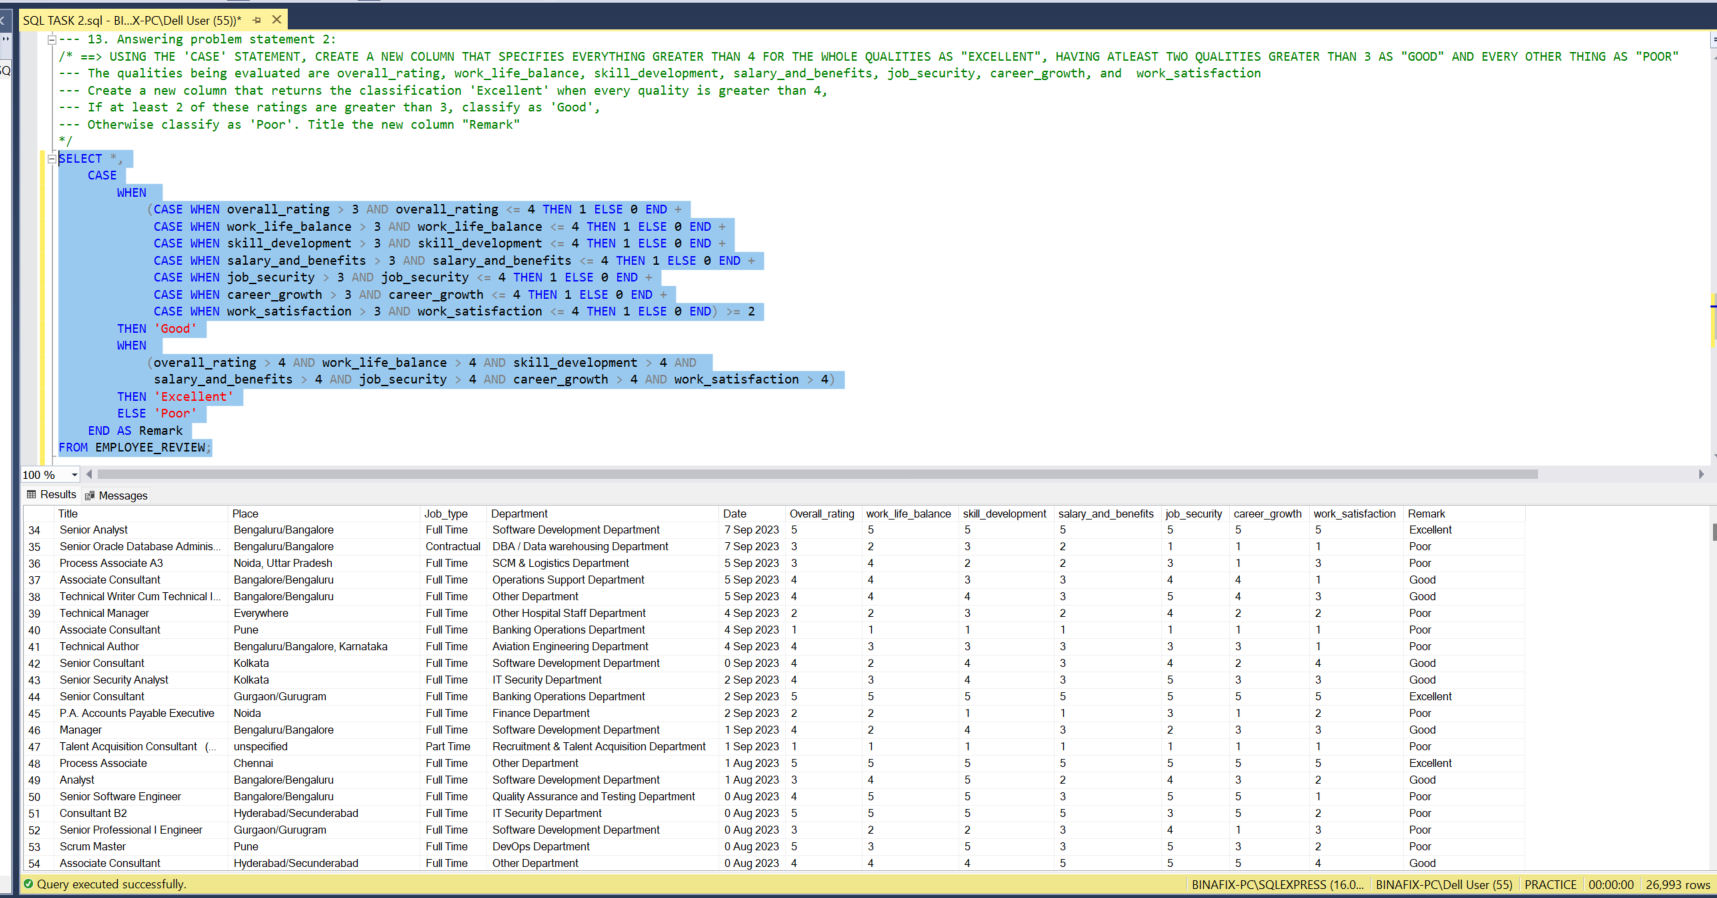 SQL TASK 2.sql - BI...X-PC\Dell User (55))*
--- 13. Answering problem statement 2:
/* ==> USING THE 'CASE' STATEMENT, CREATE A NEW COLUMN THAT SPECIFIES EVERYTHING GREATER THAN 4 FOR THE WHOLE QUALITIES AS "EXCELLENT", HAVING ATLEAST TWO QUALITIES GREATER THAN 3 AS "GOOD" AND EVERY OTHER THING AS "POOR"
--- The qualities being evaluated are overall_rating, work_life_balance, skill_development, salary_and_benefits, job_security, career_growth, and  work_satisfaction
--- Create a new column that returns the classification 'Excellent' when every quality is greater than 4,
--- If at least 2 of these ratings are greater than 3, classify as 'Good',
--- Otherwise classify as 'Poor'. Title the new column "Remark"
*/
SELECT *,
CASE
WHEN
(CASE WHEN overall_rating > 3 AND overall_rating <= 4 THEN 1 ELSE 0 END +
CASE WHEN work_life_balance > 3 AND work_life_balance <= 4 THEN 1 ELSE 0 END +
CASE WHEN skill_development > 3 AND skill_development <= 4 THEN 1 ELSE 0 END +
CASE WHEN salary_and_benefits > 3 AND salary_and_benefits <= 4 THEN 1 ELSE 0 END +
CASE WHEN job_security > 3 AND job_security <= 4 THEN 1 ELSE 0 END +
CASE WHEN career_growth > 3 AND career_growth <= 4 THEN 1 ELSE 0 END +
CASE WHEN work_satisfaction > 3 AND work_satisfaction <= 4 THEN 1 ELSE 0 END) >= 2
THEN 'Good'
WHEN
(overall_rating > 4 AND work_life_balance > 4 AND skill_development > 4 AND
salary_and_benefits > 4 AND job_security > 4 AND career_growth > 4 AND work_satisfaction > 4)
THEN 'Excellent'
ELSE 'Poor'
END AS Remark
FROM EMPLOYEE_REVIEW;
100 %
Results Messages
Title Place Job_type Department Date Overall_rating work_life_balance skill_development salary_and_benefits job_security career_growth work_satisfaction Remark
34 Senior Analyst Bengaluru/Bangalore Full Time Software Development Department 7 Sep 2023 5 5 5 5 5 5 5 Excellent
35 Senior Oracle Database Adminis... Bengaluru/Bangalore Contractual DBA / Data warehousing Department 7 Sep 2023 3 2 3 2 1 1 1 Poor
36 Process Associate A3 Noida, Uttar Pradesh Full Time SCM & Logistics Department 5 Sep 2023 3 4 2 2 3 1 3 Poor
37 Associate Consultant Bangalore/Bengaluru Full Time Operations Support Department 5 Sep 2023 4 4 3 3 4 4 1 Good
38 Technical Writer Cum Technical I... Bangalore/Bengaluru Full Time Other Department 5 Sep 2023 4 4 4 3 5 4 3 Good
39 Technical Manager Everywhere Full Time Other Hospital Staff Department 4 Sep 2023 2 2 3 2 4 2 2 Poor
40 Associate Consultant Pune Full Time Banking Operations Department 4 Sep 2023 1 1 1 1 1 1 1 Poor
41 Technical Author Bengaluru/Bangalore, Karnataka Full Time Aviation Engineering Department 4 Sep 2023 4 3 3 3 3 3 1 Poor
42 Senior Consultant Kolkata Full Time Software Development Department 0 Sep 2023 4 2 4 3 4 2 4 Good
43 Senior Security Analyst Kolkata Full Time IT Security Department 2 Sep 2023 4 3 4 3 5 3 3 Good
44 Senior Consultant Gurgaon/Gurugram Full Time Banking Operations Department 2 Sep 2023 5 5 5 5 5 5 5 Excellent
45 P.A. Accounts Payable Executive Noida Full Time Finance Department 2 Sep 2023 2 2 1 1 3 1 2 Poor
46 Manager Bengaluru/Bangalore Full Time Software Development Department 1 Sep 2023 4 2 4 3 2 3 3 Good
47 Talent Acquisition Consultant (... unspecified Part Time Recruitment & Talent Acquisition Department 1 Sep 2023 1 1 1 1 1 1 1 Poor
48 Process Associate Chennai Full Time Other Department 1 Aug 2023 5 5 5 5 5 5 5 Excellent
49 Analyst Bangalore/Bengaluru Full Time Software Development Department 1 Aug 2023 3 4 5 2 4 3 2 Good
50 Senior Software Engineer Bangalore/Bengaluru Full Time Quality Assurance and Testing Department 0 Aug 2023 4 5 5 3 5 5 1 Poor
51 Consultant B2 Hyderabad/Secunderabad Full Time IT Security Department 0 Aug 2023 5 5 5 5 3 5 2 Poor
52 Senior Professional I Engineer Gurgaon/Gurugram Full Time Software Development Department 0 Aug 2023 3 2 2 3 4 1 3 Poor
53 Scrum Master Pune Full Time DevOps Department 0 Aug 2023 5 3 5 3 5 3 2 Poor
54 Associate Consultant Hyderabad/Secunderabad Full Time Other Department 0 Aug 2023 4 4 4 5 5 5 4 Good
Query executed successfully. BINAFIX-PC\SQLEXPRESS (16.0... BINAFIX-PC\Dell User (55) PRACTICE 00:00:00 26,993 rows